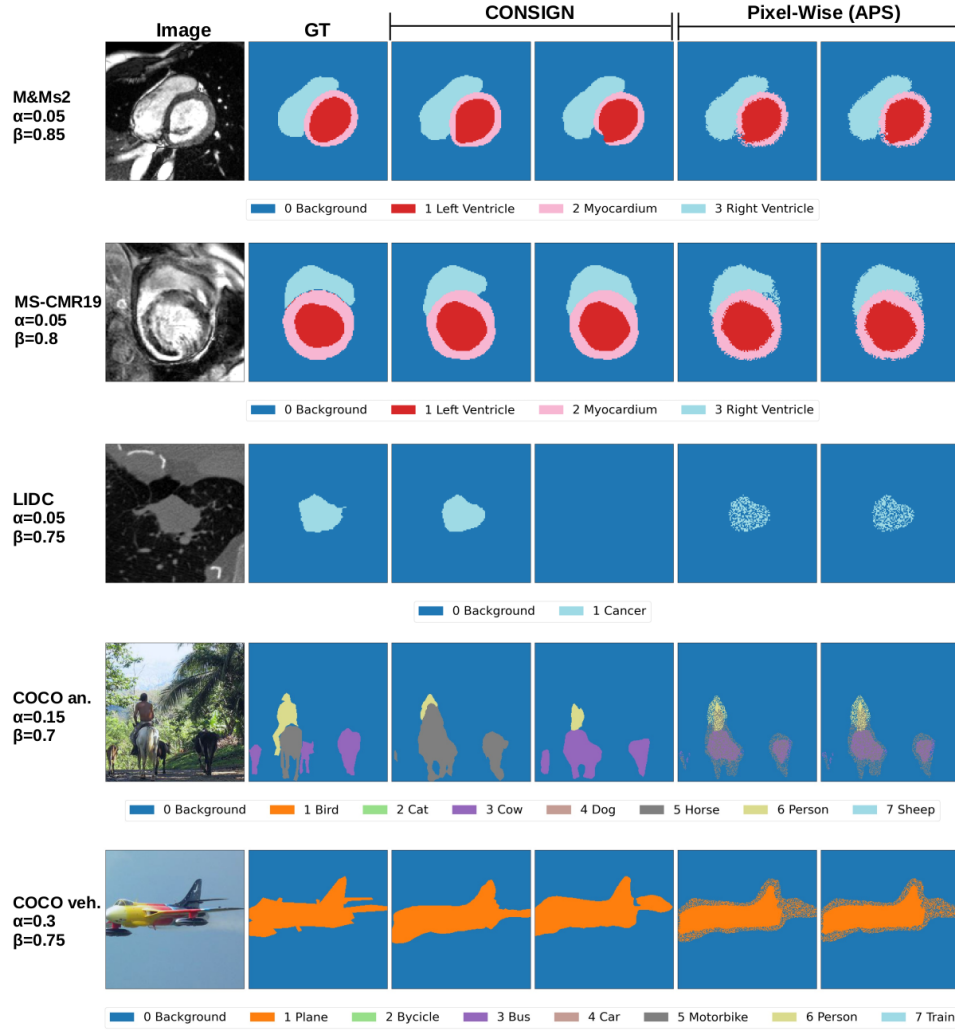 CONSIGN Pixel-Wise (APS)
Image GT
M&Ms2
α=0.05
β=0.85
0 Background 1 Left Ventricle 2 Myocardium 3 Right Ventricle
MS-CMR19
α=0.05
β=0.8
0 Background 1 Left Ventricle 2 Myocardium 3 Right Ventricle
LIDC
α=0.05
β=0.75
0 Background 1 Cancer
COCO an.
α=0.15
β=0.7
0 Background 1 Bird 2 Cat 3 Cow 4 Dog 5 Horse 6 Person 7 Sheep
COCO veh.
α=0.3
β=0.75
0 Background 1 Plane 2 Bycicle 3 Bus 4 Car 5 Motorbike 6 Person 7 Train